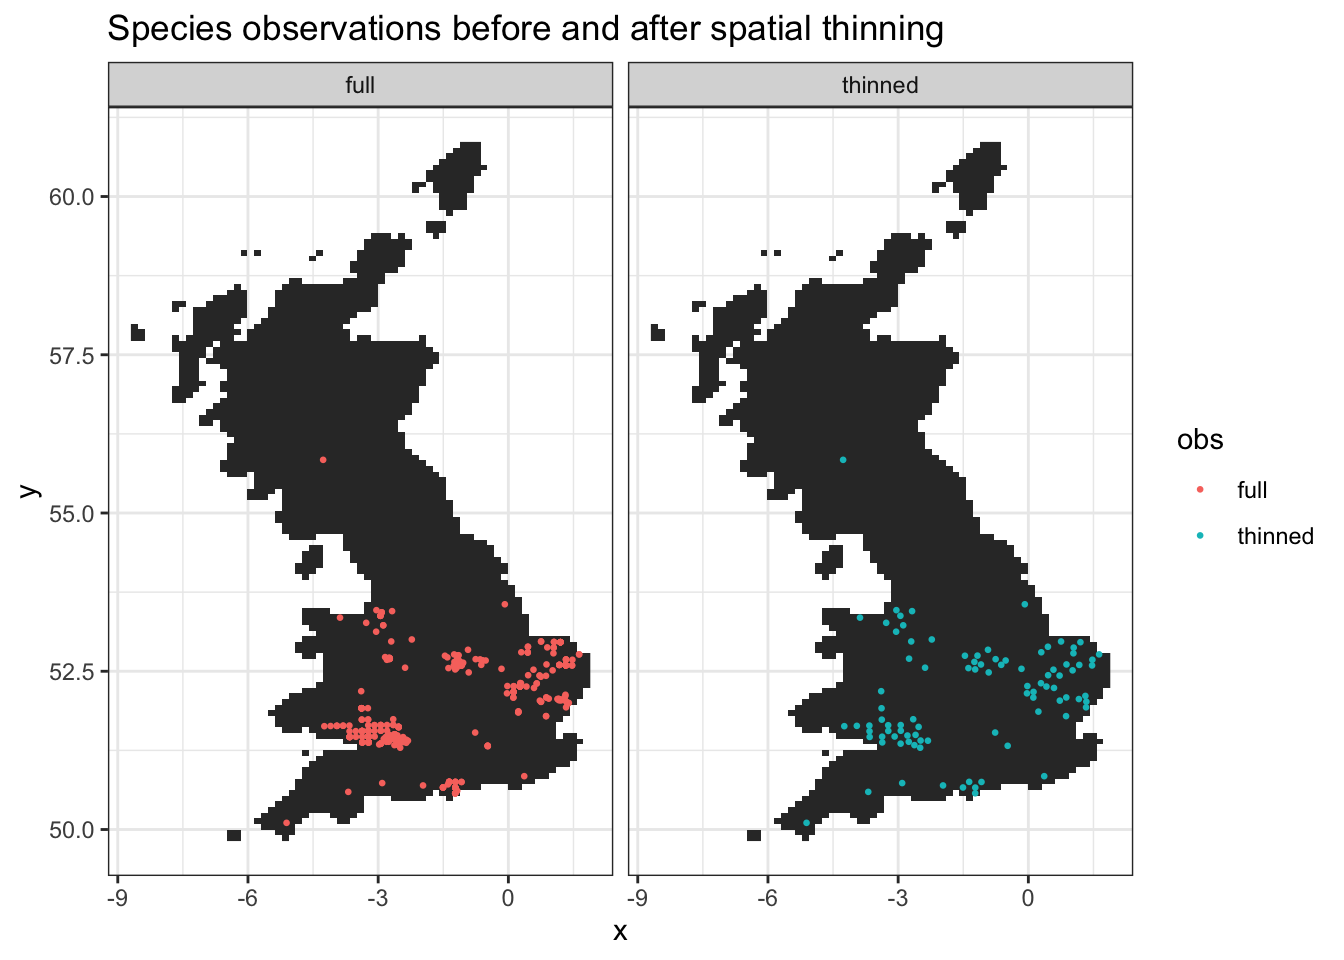 Species observations before and after spatial thinning
full
thinned
60.0
57.5
55.0
52.5
50.0
y
-9
-6
-3
0
-9
-6
-3
0
x
obs
full
thinned